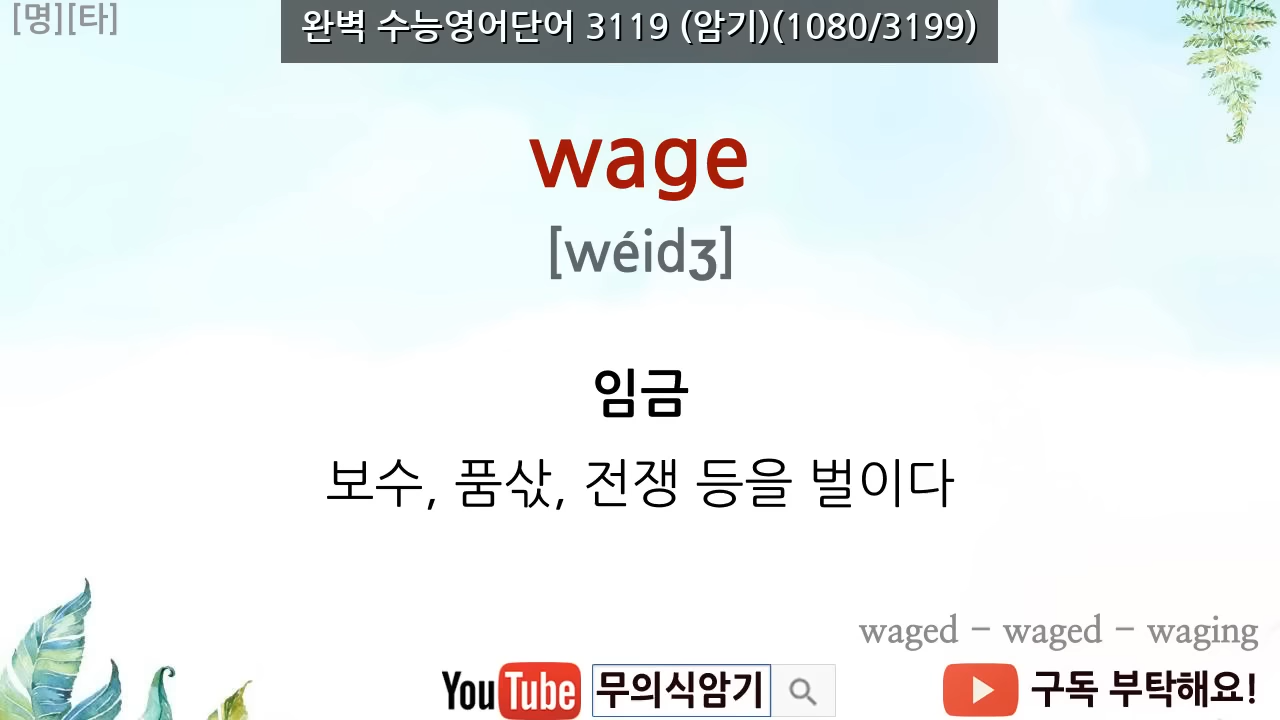 [명][타]
완벽 수능영어단어 3119 (암기)(1080/3199)
wage
[wéidʒ]
임금
보수, 품삯, 전쟁 등을 벌이다
waged - waged - waging
YouTube 무의식암기
구독 부탁해요!